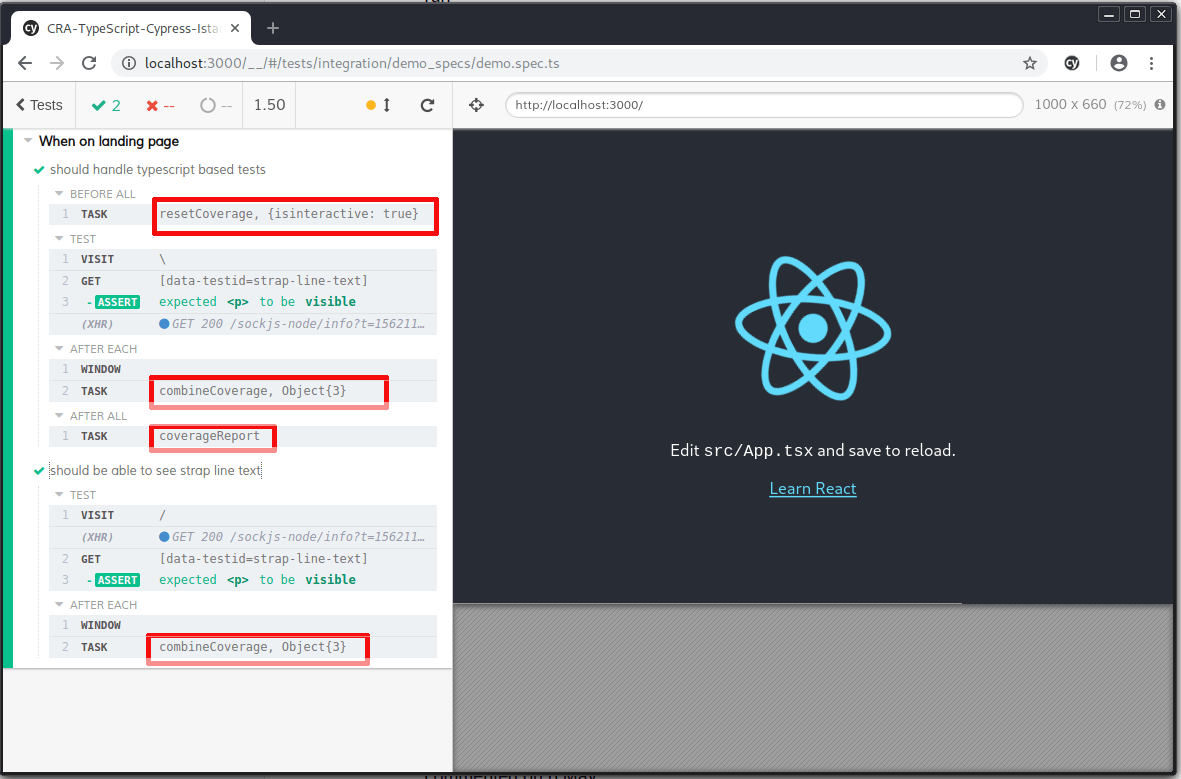 cy CRA-TypeScript-Cypress-Ista
localhost:3000/__/#/tests/integration/demo_specs/demo.spec.ts cy
Tests 2 -- -- 1.50 http://localhost:3000/ 1000 x 660 (72%)
When on landing page
should handle typescript based tests
BEFORE ALL
1 TASK resetCoverage, {isinteractive: true}
TEST
1 VISIT \
2 GET [data-testid=strap-line-text]
3 -ASSERT expected <p> to be visible
(XHR) GET 200 /sockjs-node/info?t=156211…
AFTER EACH
1 WINDOW
2 TASK combineCoverage, Object{3}
AFTER ALL
1 TASK coverageReport
should be able to see strap line text
TEST
1 VISIT /
(XHR) GET 200 /sockjs-node/info?t=156211…
2 GET [data-testid=strap-line-text]
3 -ASSERT expected <p> to be visible
AFTER EACH
1 WINDOW
2 TASK combineCoverage, Object{3}
Edit src/App.tsx and save to reload.
Learn React